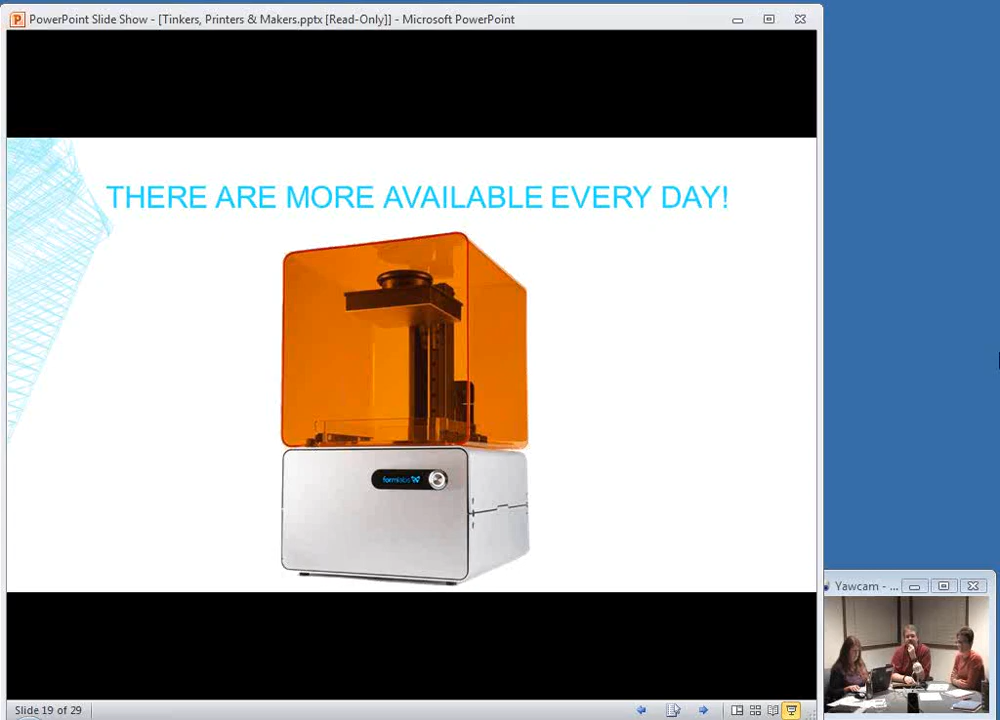 PowerPoint Slide Show - [Tinkers, Printers & Makers.pptx [Read-Only]] - Microsoft PowerPoint
THERE ARE MORE AVAILABLE EVERY DAY!
formlabs
Yawcam - ...
Slide 19 of 29